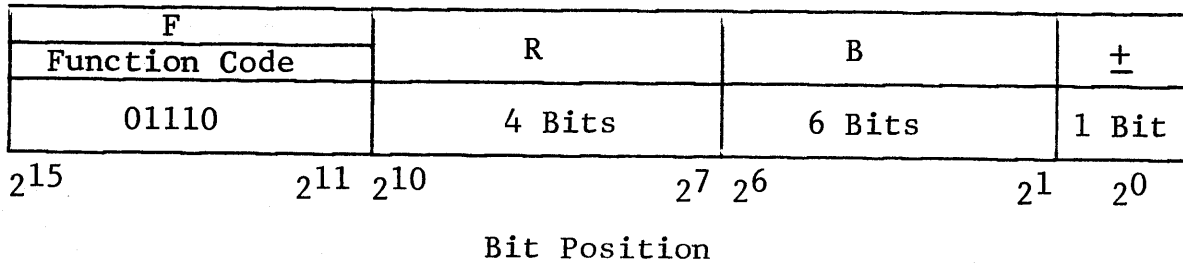 F
Function Code
R
B
±
01110
4 Bits
6 Bits
1 Bit
2^15 2^11 2^10 2^7 2^6 2^1 2^0
Bit Position